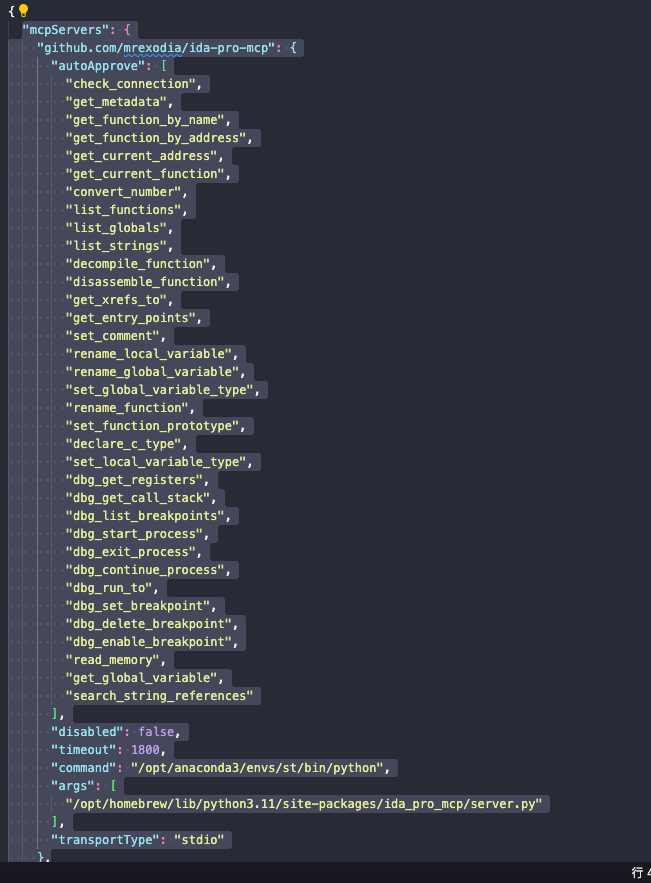 {
"mcpServers": {
"github.com/mrexodia/ida-pro-mcp": {
"autoApprove": [
"check_connection",
"get_metadata",
"get_function_by_name",
"get_function_by_address",
"get_current_address",
"get_current_function",
"convert_number",
"list_functions",
"list_globals",
"list_strings",
"decompile_function",
"disassemble_function",
"get_xrefs_to",
"get_entry_points",
"set_comment",
"rename_local_variable",
"rename_global_variable",
"set_global_variable_type",
"rename_function",
"set_function_prototype",
"declare_c_type",
"set_local_variable_type",
"dbg_get_registers",
"dbg_get_call_stack",
"dbg_list_breakpoints",
"dbg_start_process",
"dbg_exit_process",
"dbg_continue_process",
"dbg_run_to",
"dbg_set_breakpoint",
"dbg_delete_breakpoint",
"dbg_enable_breakpoint",
"read_memory",
"get_global_variable",
"search_string_references"
],
"disabled": false,
"timeout": 1800,
"command": "/opt/anaconda3/envs/st/bin/python",
"args": [
"/opt/homebrew/lib/python3.11/site-packages/ida_pro_mcp/server.py"
],
"transportType": "stdio"
},
行 4